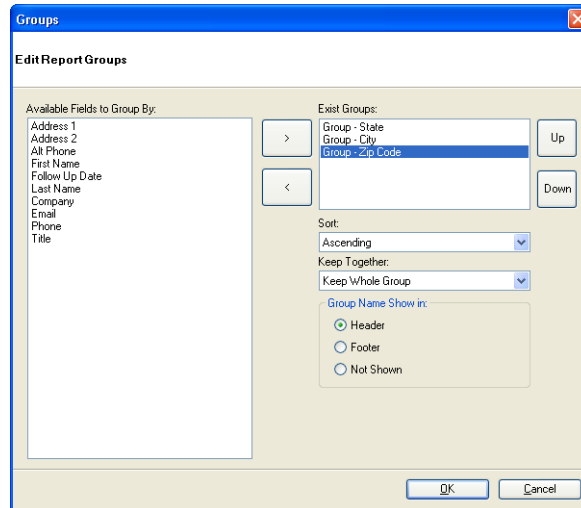 Groups
Edit Report Groups
Available Fields to Group By:
Address 1
Address 2
Alt Phone
First Name
Follow Up Date
Last Name
Company
Email
Phone
Title
>
<
Exist Groups:
Group - State
Group - City
Group - Zip Code
Up
Down
Sort:
Ascending
Keep Together:
Keep Whole Group
Group Name Show in:
Header
Footer
Not Shown
OK
Cancel